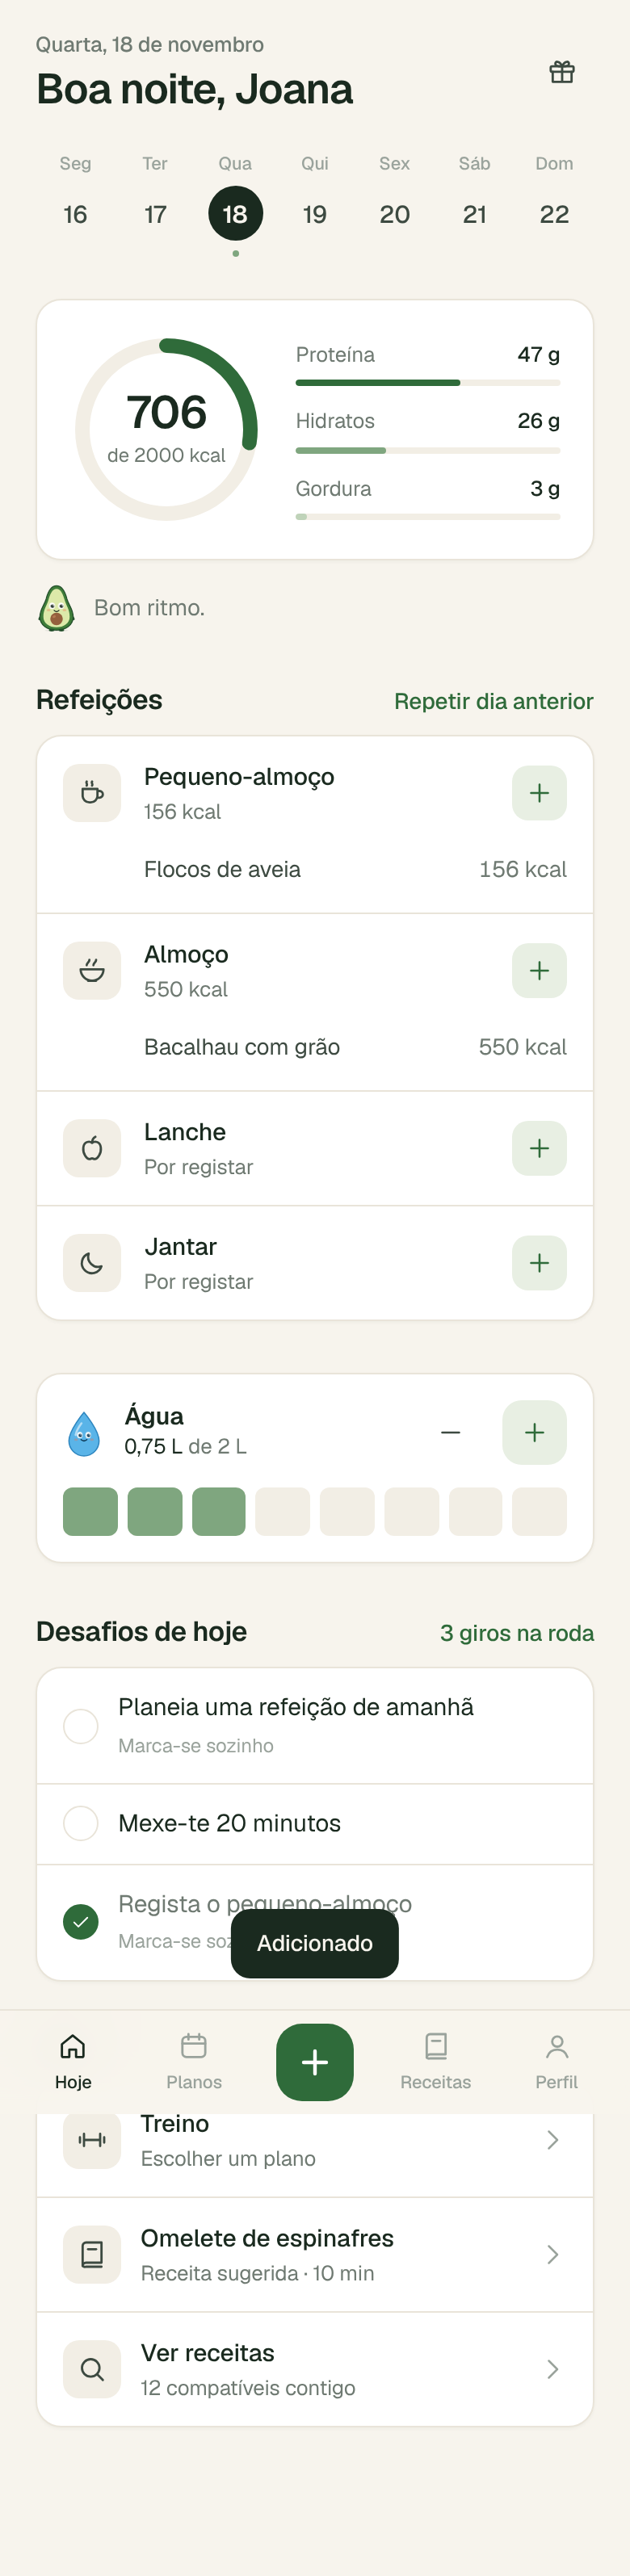 Quarta, 18 de novembro
Boa noite, Joana
Seg Ter Qua Qui Sex Sáb Dom
16 17 18 19 20 21 22
706
de 2000 kcal
Proteína 47 g
Hidratos 26 g
Gordura 3 g
Bom ritmo.
Refeições Repetir dia anterior
Pequeno-almoço
156 kcal
Flocos de aveia 156 kcal
Almoço
550 kcal
Bacalhau com grão 550 kcal
Lanche
Por registar
Jantar
Por registar
Água
0,75 L de 2 L
Desafios de hoje 3 giros na roda
Planeia uma refeição de amanhã
Marca-se sozinho
Mexe-te 20 minutos
Regista o pequeno-almoço
Marca-se
Adicionado
Hoje Planos Receitas Perfil
Treino
Escolher um plano
Omelete de espinafres
Receita sugerida · 10 min
Ver receitas
12 compatíveis contigo